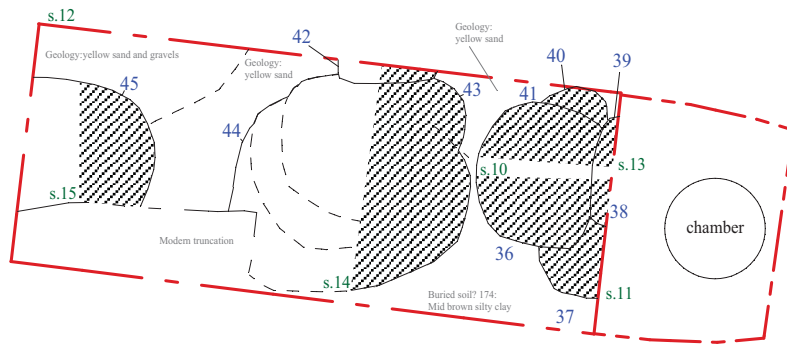 s.12
42
Geology:
yellow sand
40
39
Geology:yellow sand and gravels
Geology:
yellow sand
45
43
41
44
s.10
s.13
s.15
38
chamber
Modern truncation
36
s.14
s.11
Buried soil? 174:
Mid brown silty clay
37